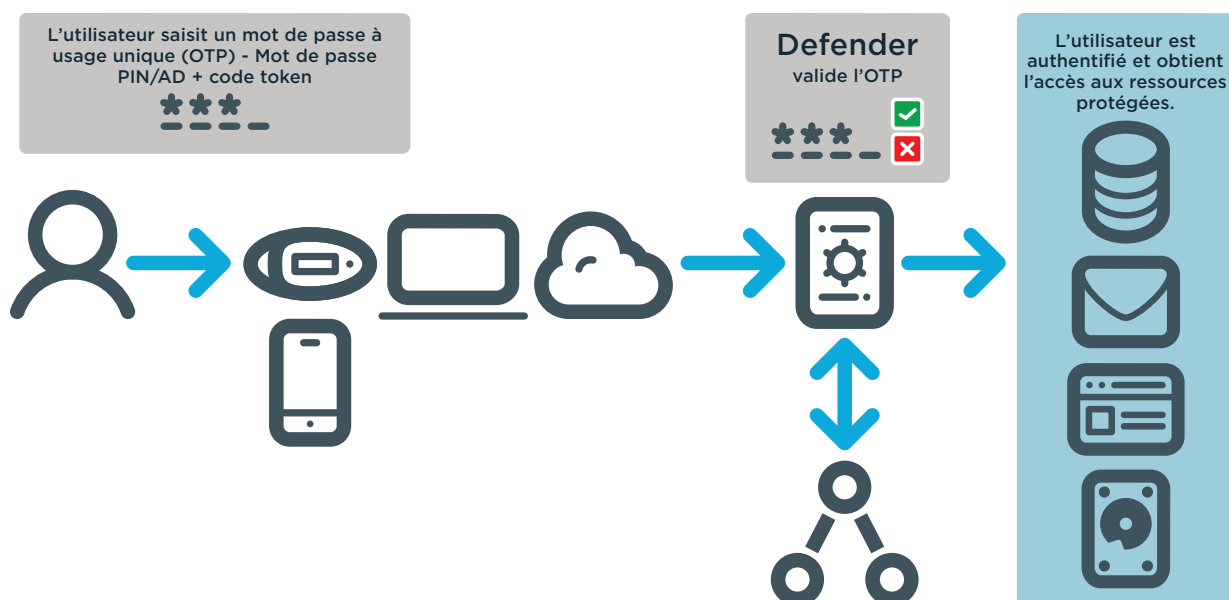 L'utilisateur saisit un mot de passe à
usage unique (OTP) - Mot de passe
PIN/AD + code token
Defender
valide l'OTP
L'utilisateur est
authentifié et obtient
l'accès aux ressources
protégées.